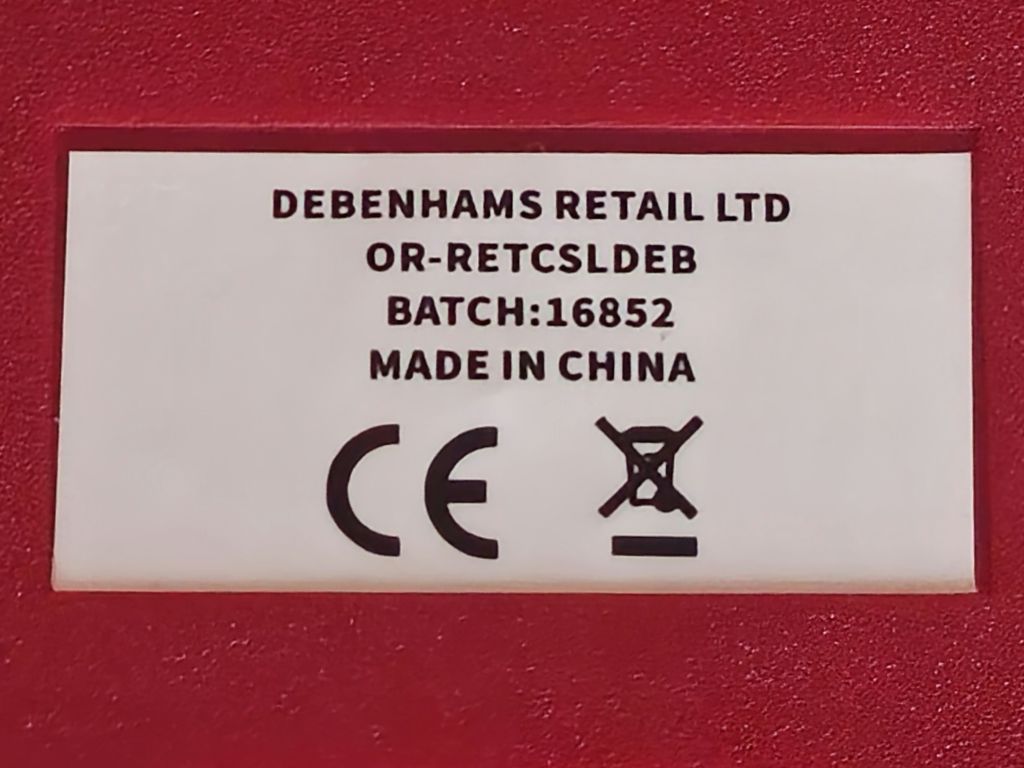 DEBENHAMS RETAIL LTD
OR-RETCSLDEB
BATCH:16852
MADE IN CHINA
CE